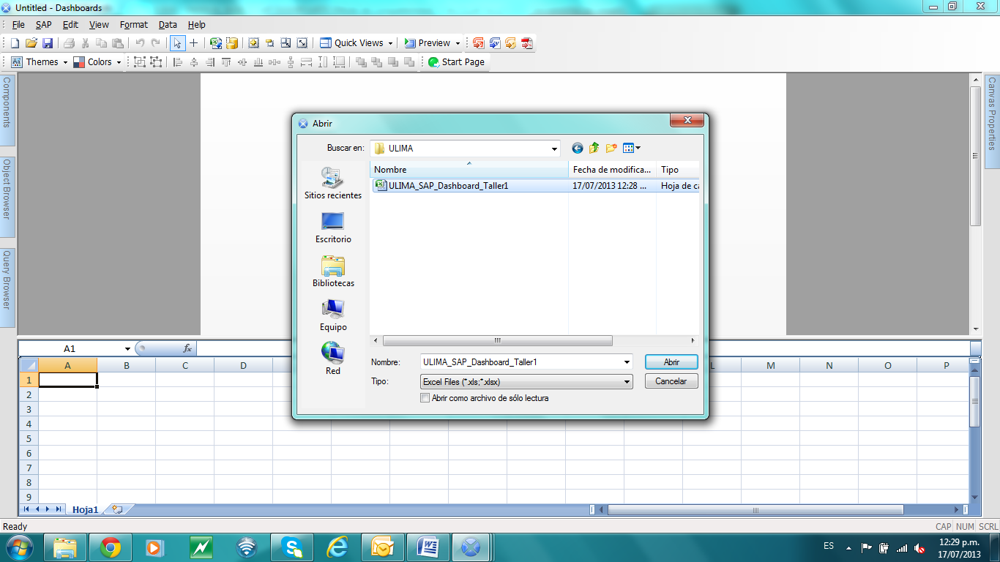 Untitled - Dashboards
File SAP Edit View Format Data Help
Quick Views Preview
Themes Colors Start Page
Components
Object Browser
Query Browser
Canvas Properties
Abrir
Buscar en: ULIMA
Nombre Fecha de modifica... Tipo
ULIMA_SAP_Dashboard_Taller1 17/07/2013 12:28 ... Hoja de ca
Sitios recientes
Escritorio
Bibliotecas
Equipo
Red
Nombre: ULIMA_SAP_Dashboard_Taller1 Abrir
Tipo: Excel Files (*.xls;*.xlsx) Cancelar
Abrir como archivo de sólo lectura
A1 fx
A B C D L M N O P
1
2
3
4
5
6
7
8
9
Hoja1
Ready CAP NUM SCRL
ES 12:29 p.m.
17/07/2013